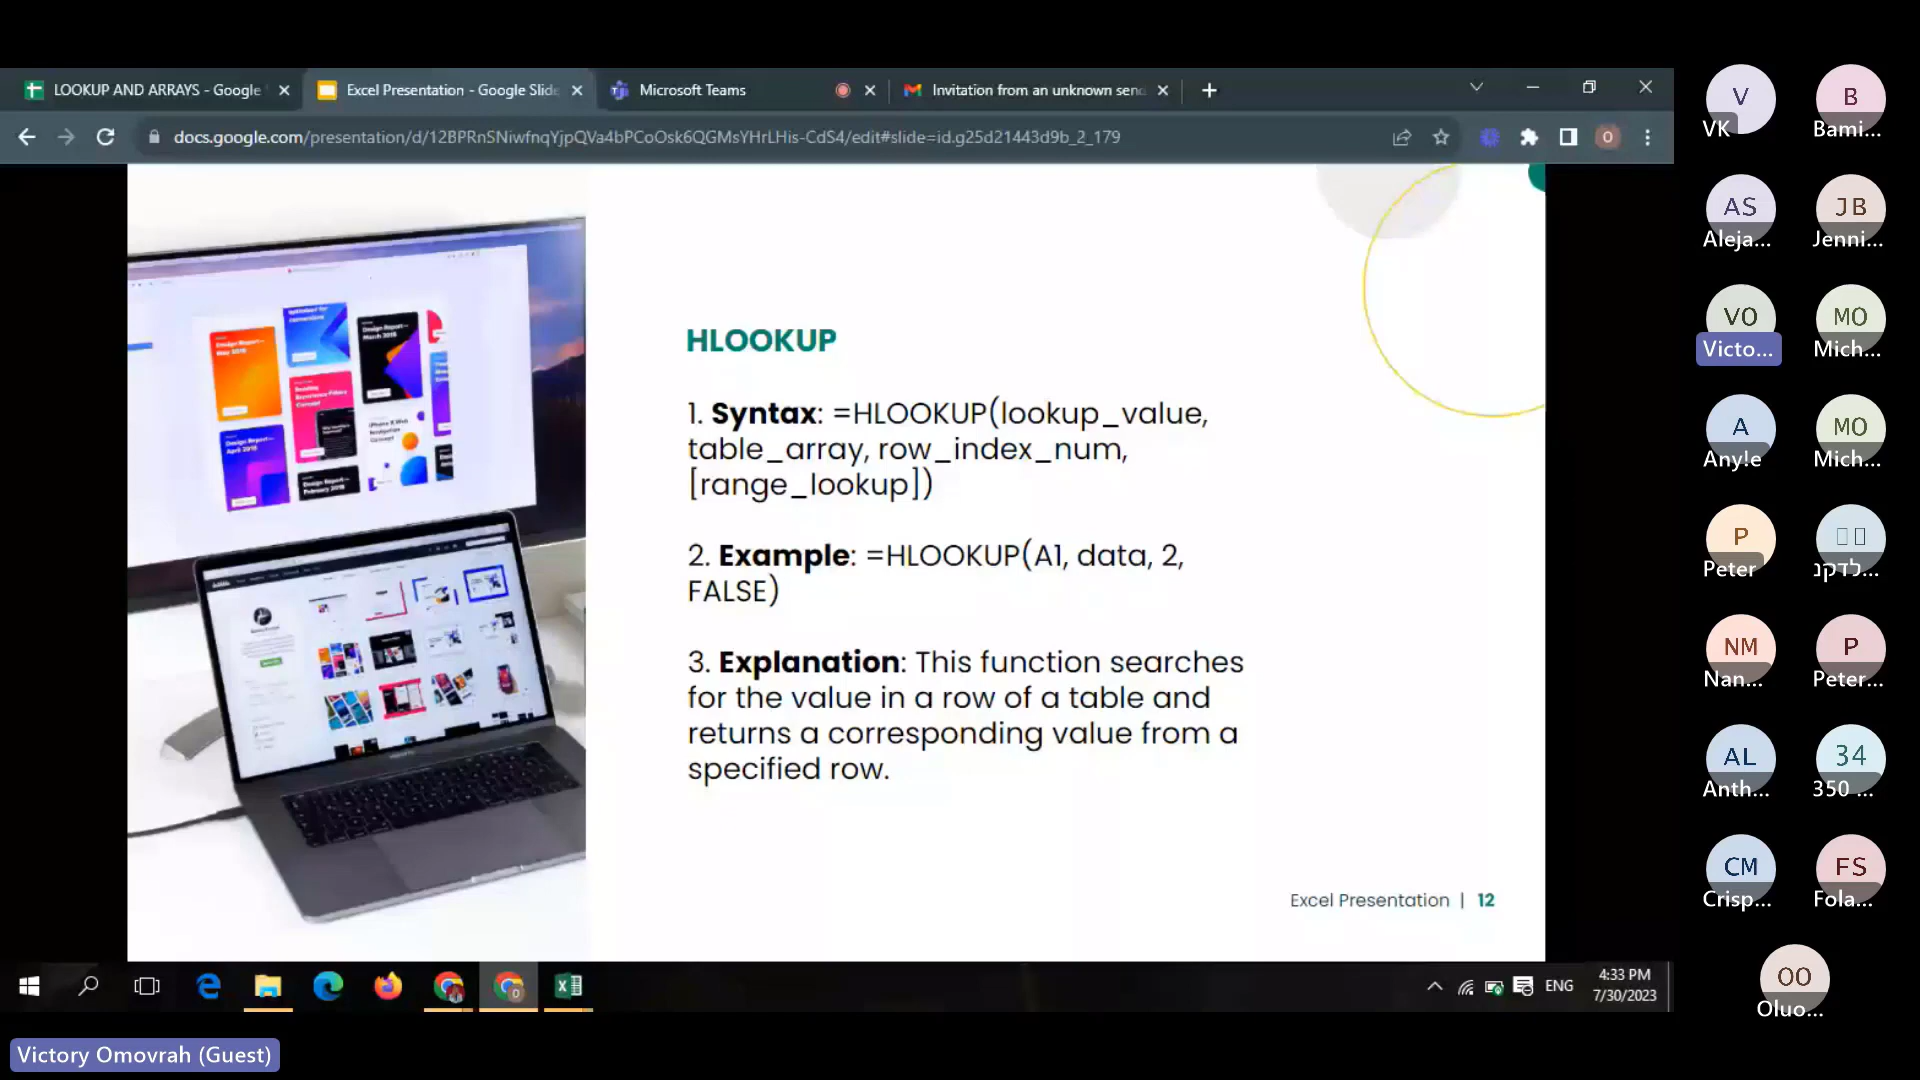 LOOKUP AND ARRAYS - Google
Excel Presentation - Google Slide
Microsoft Teams
Invitation from an unknown send
docs.google.com/presentation/d/12BPRnSNiwfnqYjpQVa4bPCoOsk6QGMsYHrLHis-CdS4/edit#slide=id.g25d21443d9b_2_179
O
HLOOKUP
1. Syntax: =HLOOKUP(lookup_value,
table_array, row_index_num,
[range_lookup])
2. Example: =HLOOKUP(A1, data, 2,
FALSE)
3. Explanation: This function searches
for the value in a row of a table and
returns a corresponding value from a
specified row.
Excel Presentation | 12
ENG
4:33 PM
7/30/2023
Victory Omovrah (Guest)
V
VK
B
Bami...
AS
Aleja...
JB
Jenni...
VO
Victo...
MO
Mich...
A
Any!e
MO
Mich...
P
Peter
לדקנ...
NM
Nan...
P
Peter...
AL
Anth...
34
350 ...
CM
Crisp...
FS
Fola...
OO
Oluo...